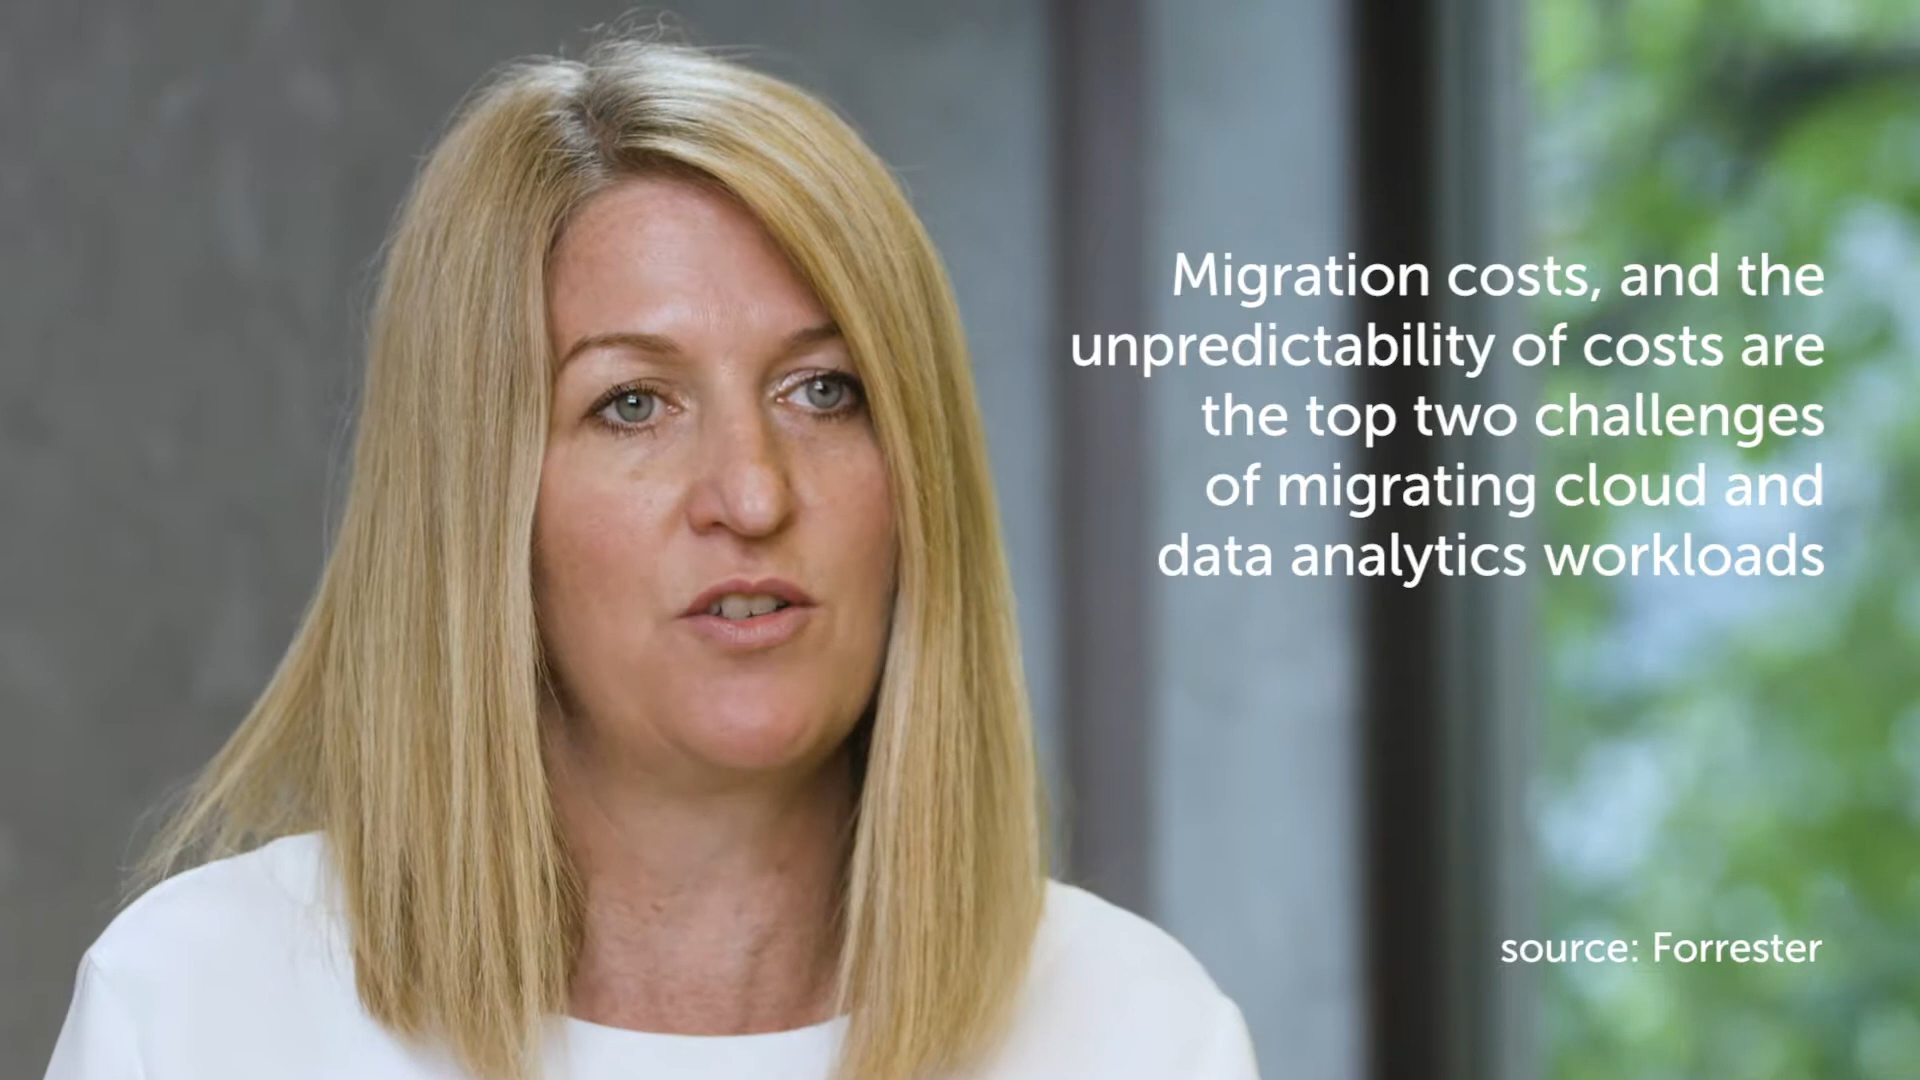 Migration costs, and the
unpredictability of costs are
the top two challenges
of migrating cloud and
data analytics workloads
source: Forrester